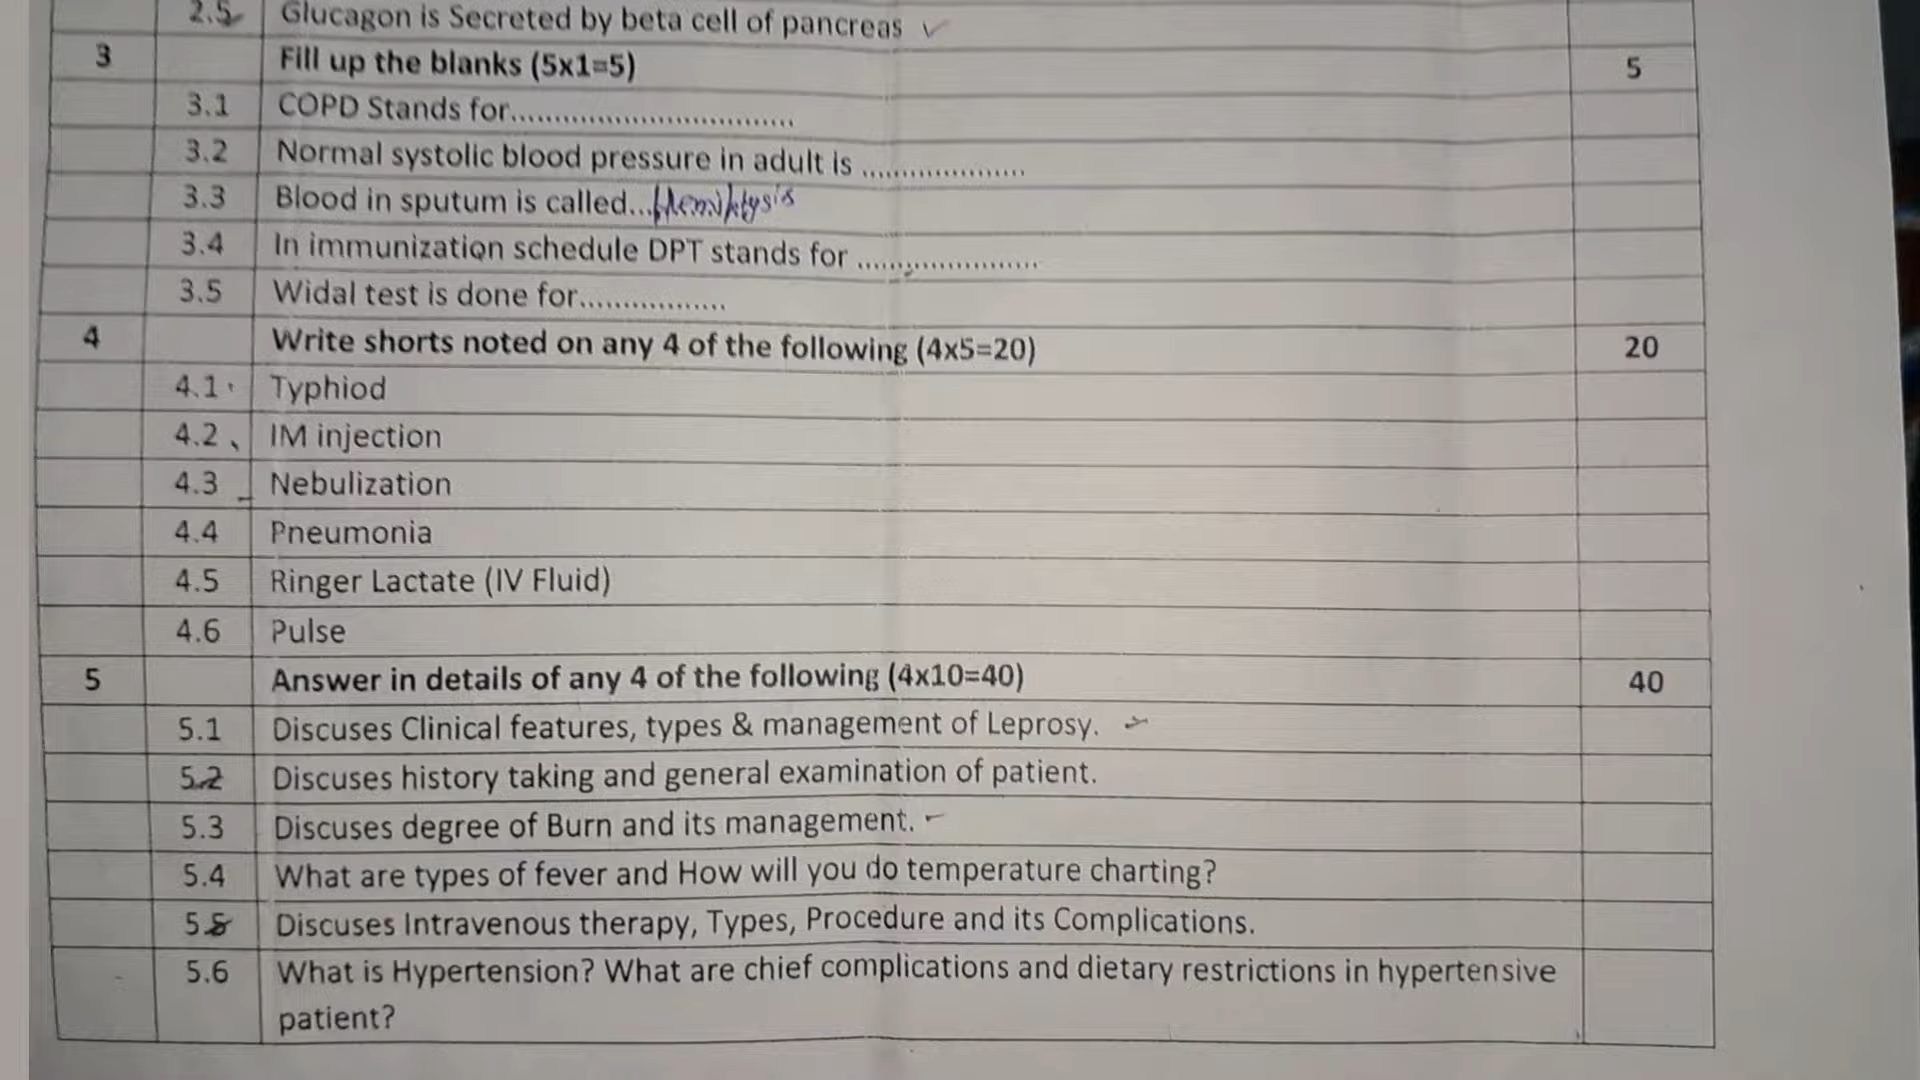 2.5 Glucagon is Secreted by beta cell of pancreas
3 Fill up the blanks (5x1=5) 5
3.1 COPD Stands for.................................
3.2 Normal systolic blood pressure in adult is .....................
3.3 Blood in sputum is called...
3.4 In immunization schedule DPT stands for ......................
3.5 Widal test is done for.................
4 Write shorts noted on any 4 of the following (4x5=20) 20
4.1 Typhiod
4.2 IM injection
4.3 Nebulization
4.4 Pneumonia
4.5 Ringer Lactate (IV Fluid)
4.6 Pulse
5 Answer in details of any 4 of the following (4x10=40) 40
5.1 Discuses Clinical features, types & management of Leprosy.
5.2 Discuses history taking and general examination of patient.
5.3 Discuses degree of Burn and its management.
5.4 What are types of fever and How will you do temperature charting?
5.5 Discuses Intravenous therapy, Types, Procedure and its Complications.
5.6 What is Hypertension? What are chief complications and dietary restrictions in hypertensive
patient?